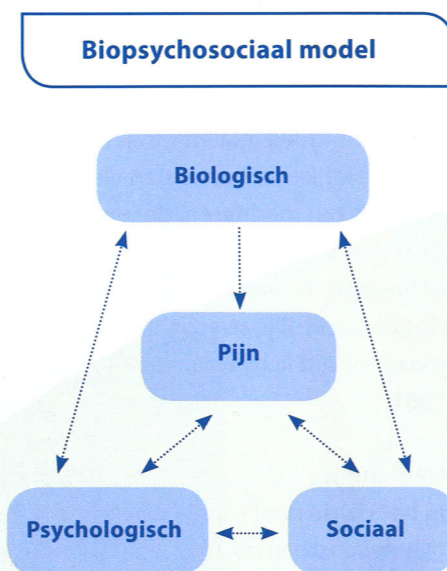 Biopsychosociaal model
Biologisch
Pijn
Psychologisch
Sociaal